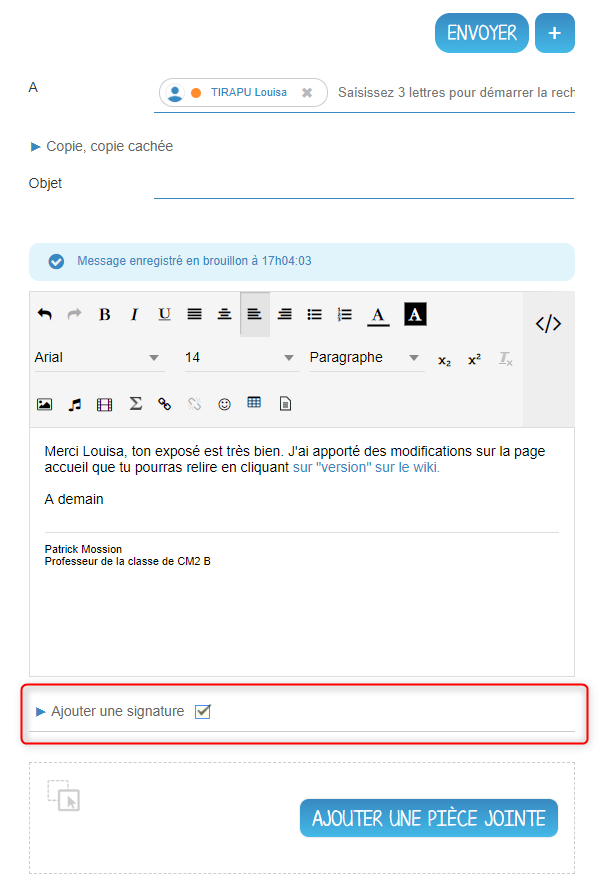 ENVOYER +
A
TIRAPU Louisa ✖ Saisissez 3 lettres pour démarrer la rech
Copie, copie cachée
Objet
Message enregistré en brouillon à 17h04:03
B I U A A </>
Arial 14 Paragraphe x₂ x² Tx
Σ
Merci Louisa, ton exposé est très bien. J'ai apporté des modifications sur la page
accueil que tu pourras relire en cliquant sur "version" sur le wiki.
A demain
Patrick Mossion
Professeur de la classe de CM2 B
Ajouter une signature
AJOUTER UNE PIÈCE JOINTE